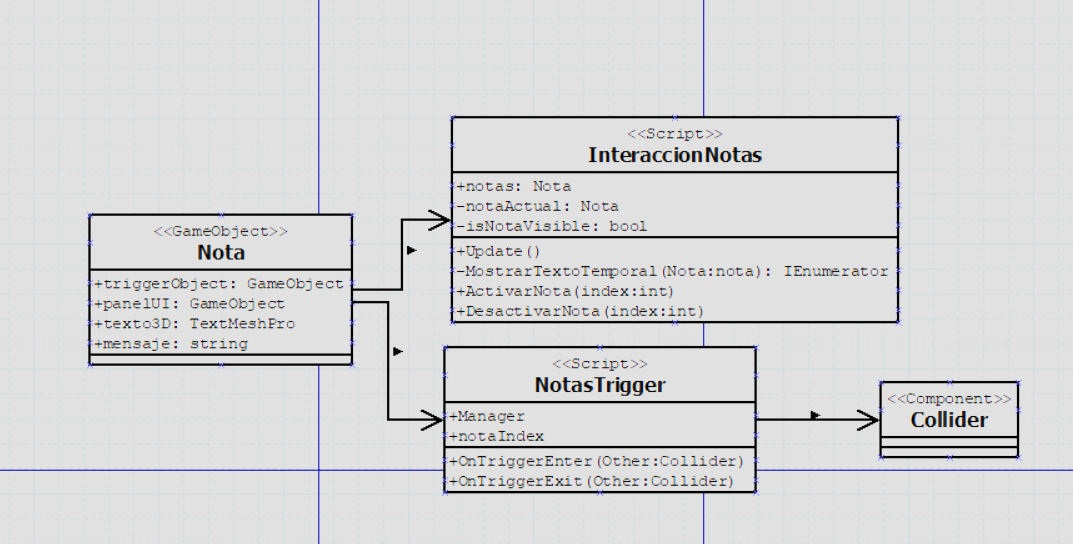 <<GameObject>>
Nota
+triggerObject: GameObject
+panelUI: GameObject
+texto3D: TextMeshPro
+mensaje: string
<<Script>>
InteraccionNotas
+notas: Nota
-notaActual: Nota
-isNotaVisible: bool
+Update()
-MostrarTextoTemporal(Nota:nota): IEnumerator
+ActivarNota(index:int)
+DesactivarNota(index:int)
<<Script>>
NotasTrigger
+Manager
+notaIndex
+OnTriggerEnter(Other:Collider)
+OnTriggerExit(Other:Collider)
<<Component>>
Collider